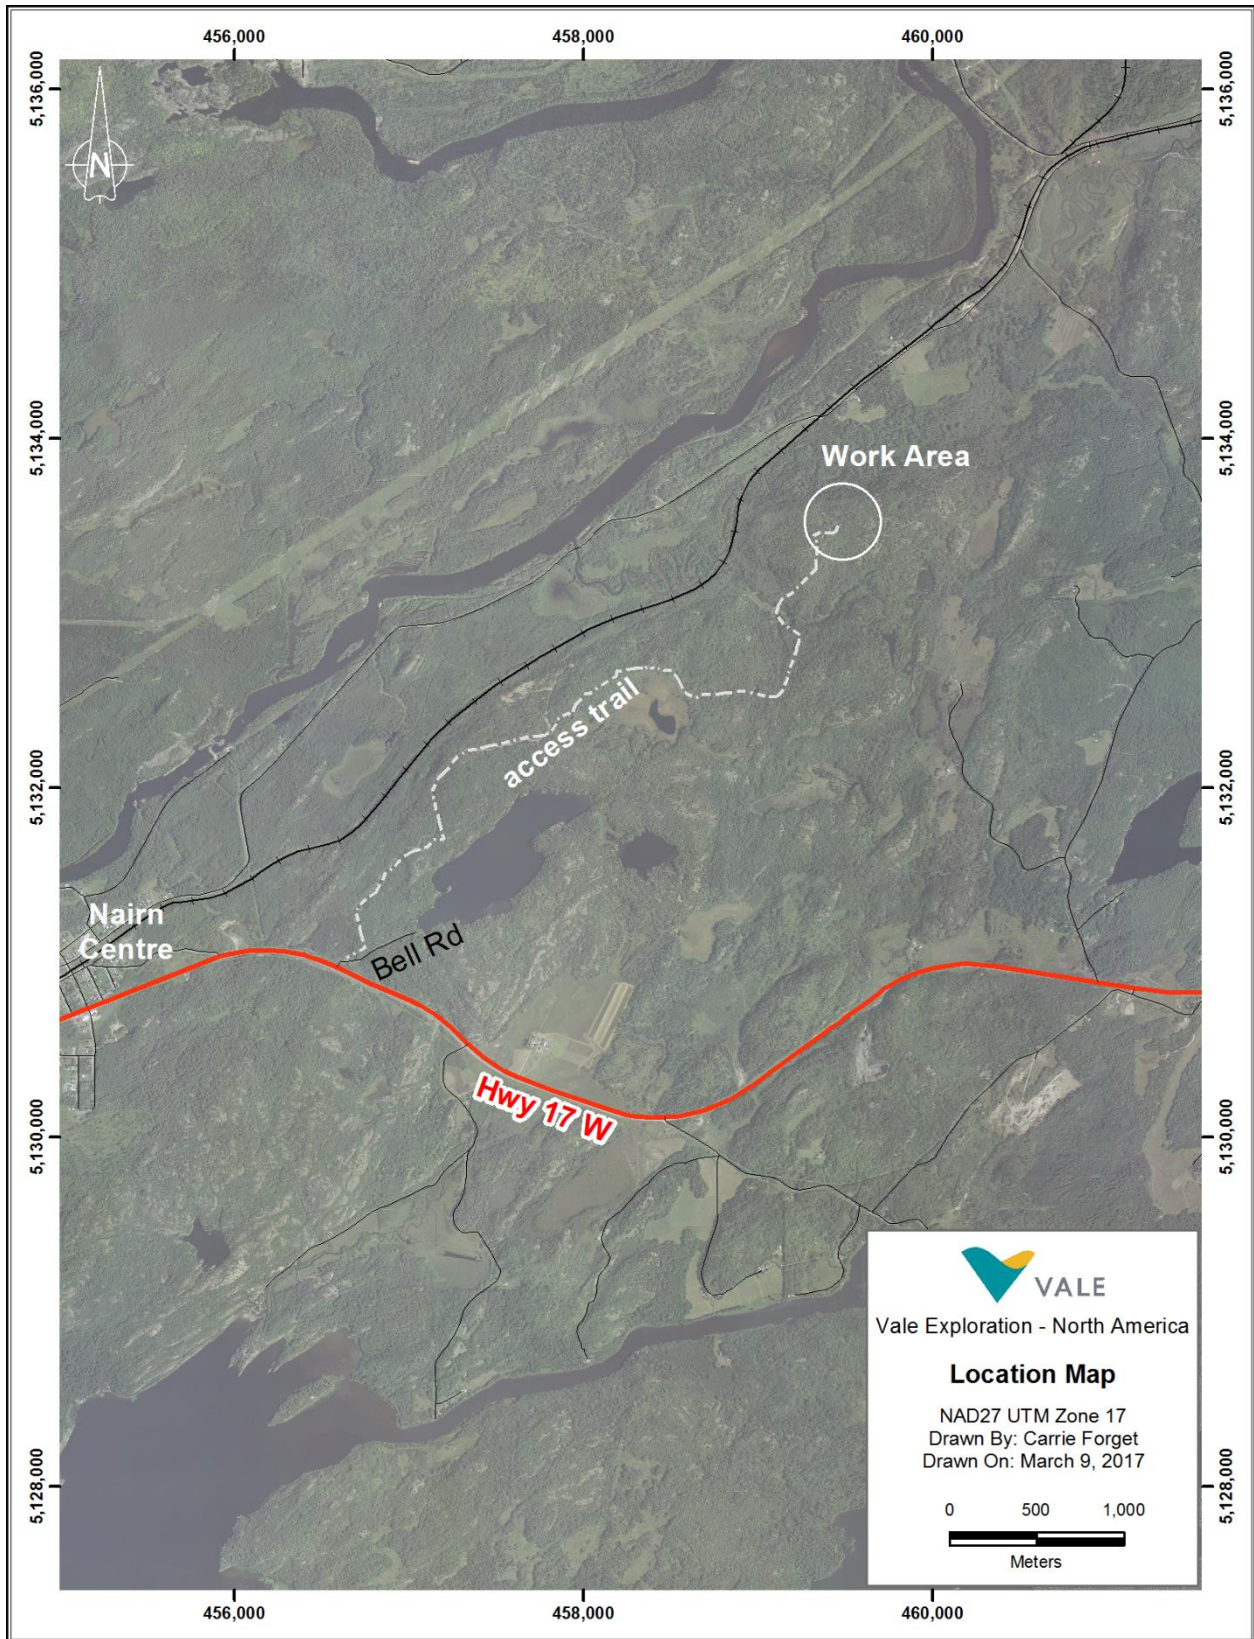 456,000
458,000
460,000
5,136,000
5,136,000
N
5,134,000
5,134,000
Work Area
access trail
5,132,000
5,132,000
Nairn
Centre
Bell Rd
Hwy 17 W
5,130,000
5,130,000
VALE
Vale Exploration - North America
Location Map
NAD27 UTM Zone 17
Drawn By: Carrie Forget
Drawn On: March 9, 2017
0 500 1,000
Meters
5,128,000
5,128,000
456,000
458,000
460,000